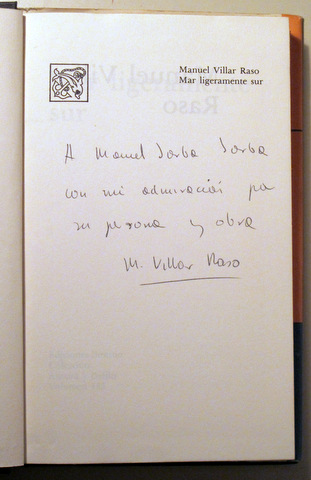 Manuel Villar Raso
Mar ligeramente sur
A Manuel Jorba Jorba
con mi admiración por
su persona y obra
M. Villar Raso